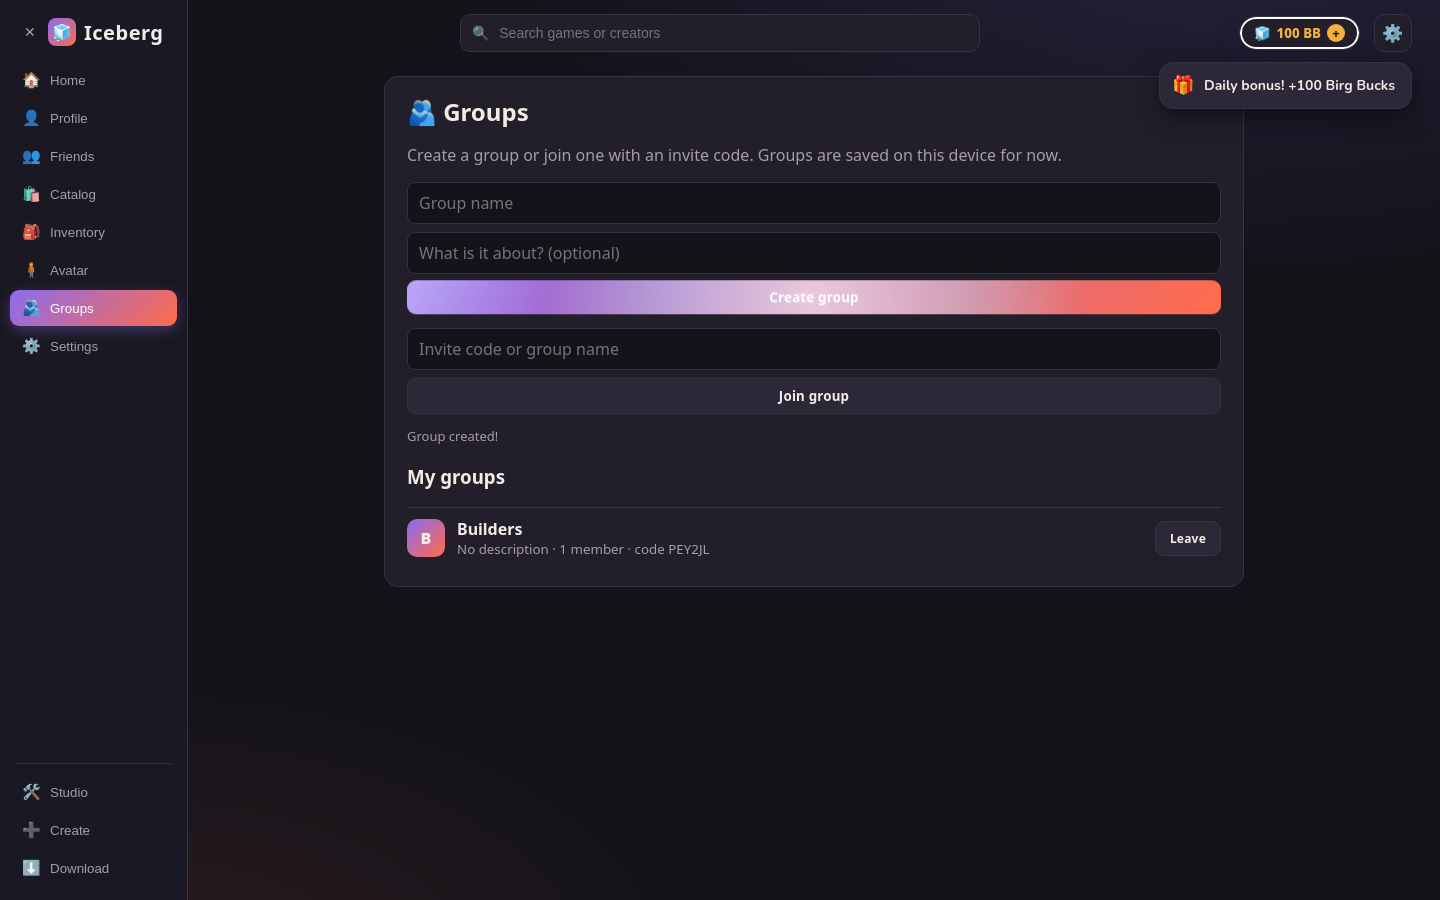 ✕ 🧊 Iceberg
🏠 Home
👤 Profile
👥 Friends
🛍️ Catalog
🎒 Inventory
🧍 Avatar
🫂 Groups
⚙️ Settings
🛠️ Studio
➕ Create
⬇️ Download
🔍 Search games or creators
🧊 100 BB +
⚙️
🎁 Daily bonus! +100 Birg Bucks
🫂 Groups
Create a group or join one with an invite code. Groups are saved on this device for now.
Group name
What is it about? (optional)
Create group
Invite code or group name
Join group
Group created!
My groups
B
Builders
No description · 1 member · code PEY2JL
Leave